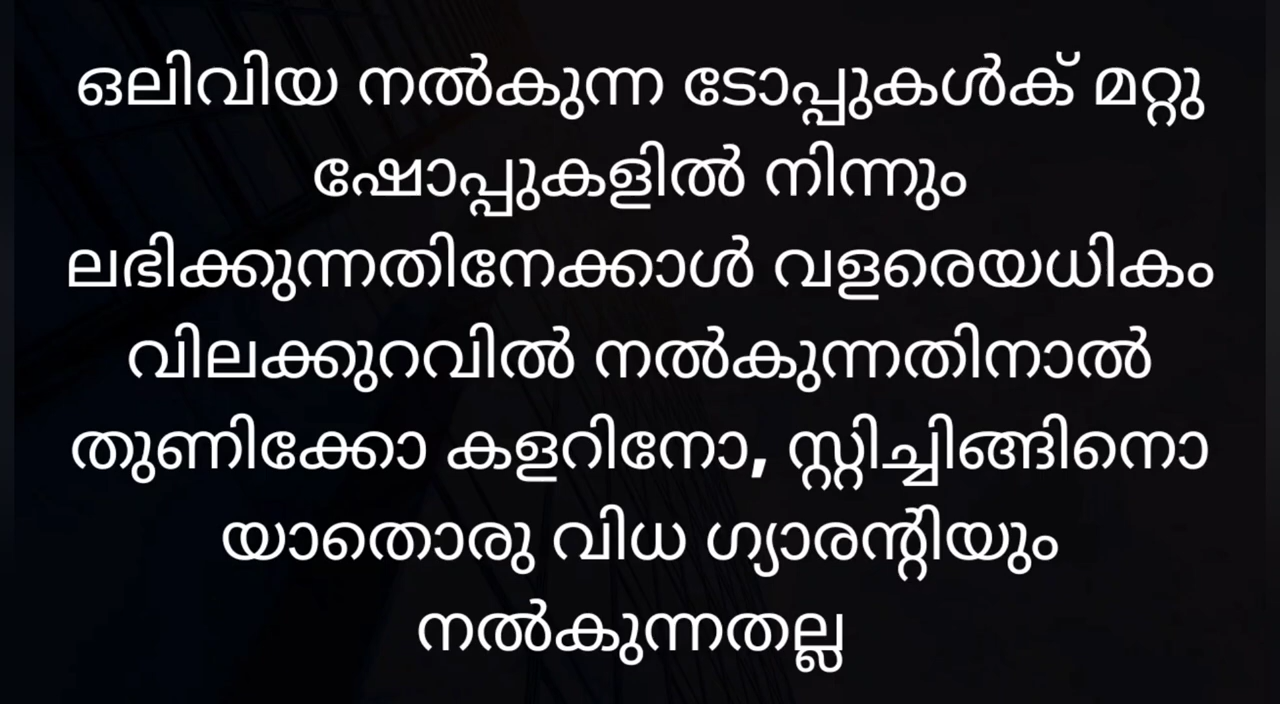 ഒലിവിയ നൽകുന്ന ടോപ്പുകൾക് മറ്റു
ഷോപ്പുകളിൽ നിന്നും
ലഭിക്കുന്നതിനേക്കാൾ വളരെയധികം
വിലക്കുറവിൽ നൽകുന്നതിനാൽ
തുണിക്കോ കളറിനോ, സ്റ്റിച്ചിങ്ങിനൊ
യാതൊരു വിധ ഗ്യാരന്റിയും
നൽകുന്നതല്ല